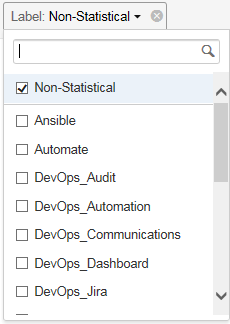 Label: Non-Statistical
Non-Statistical
Ansible
Automate
DevOps_Audit
DevOps_Automation
DevOps_Communications
DevOps_Dashboard
DevOps_Jira